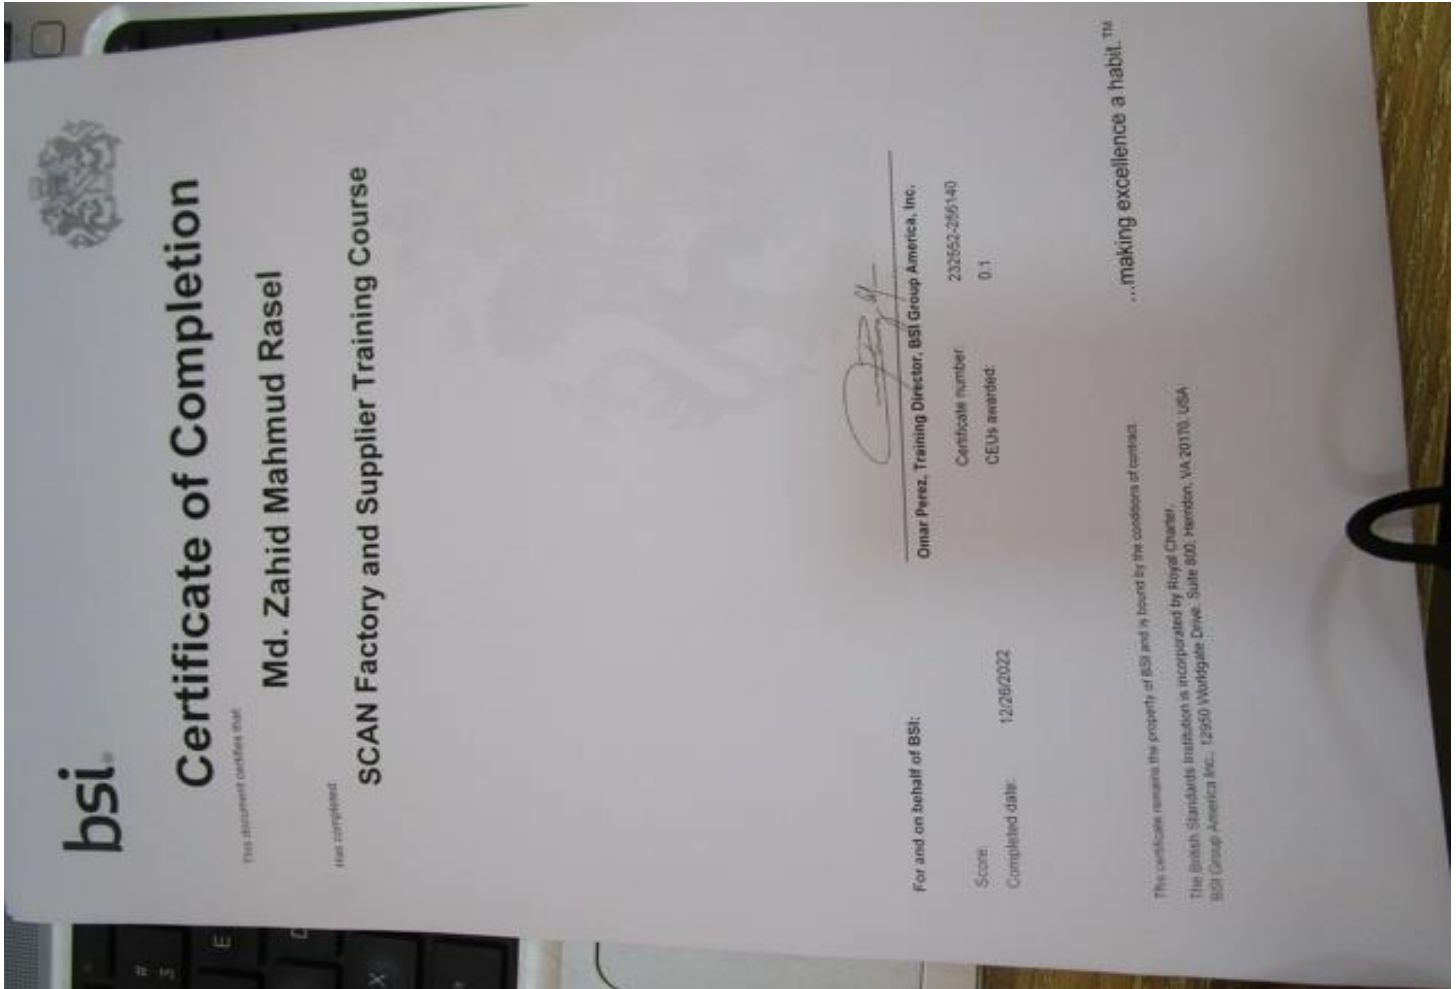 bsi.
Certificate of Completion
This document certifies that:
Md. Zahid Mahmud Rasel
Has completed:
SCAN Factory and Supplier Training Course
For and on behalf of BSI:
Omar Perez, Training Director, BSI Group America, Inc.
Score:
Certificate number:
Completed date: 12/26/2022
CEUs awarded: 0.1
This certificate remains the property of BSI and is bound by the conditions of contract.
The British Standards Institution is incorporated by Royal Charter.
BSI Group America Inc., 12950 Worldgate Drive, Suite 800, Herndon, VA 20170, USA
...making excellence a habit.™
#
3
E
D
X